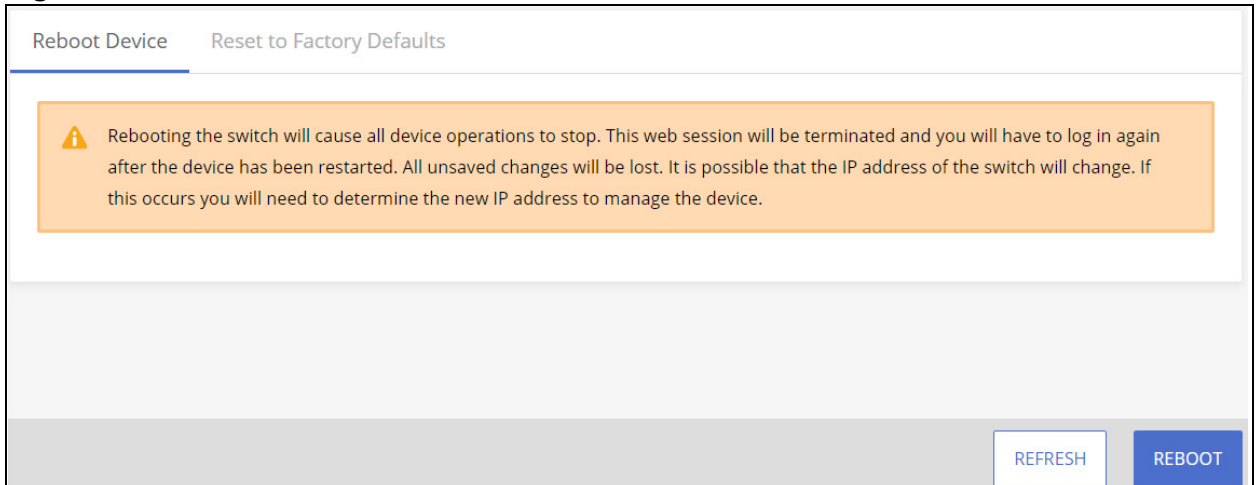 Reboot Device Reset to Factory Defaults
Rebooting the switch will cause all device operations to stop. This web session will be terminated and you will have to log in again
after the device has been restarted. All unsaved changes will be lost. It is possible that the IP address of the switch will change. If
this occurs you will need to determine the new IP address to manage the device.
REFRESH REBOOT